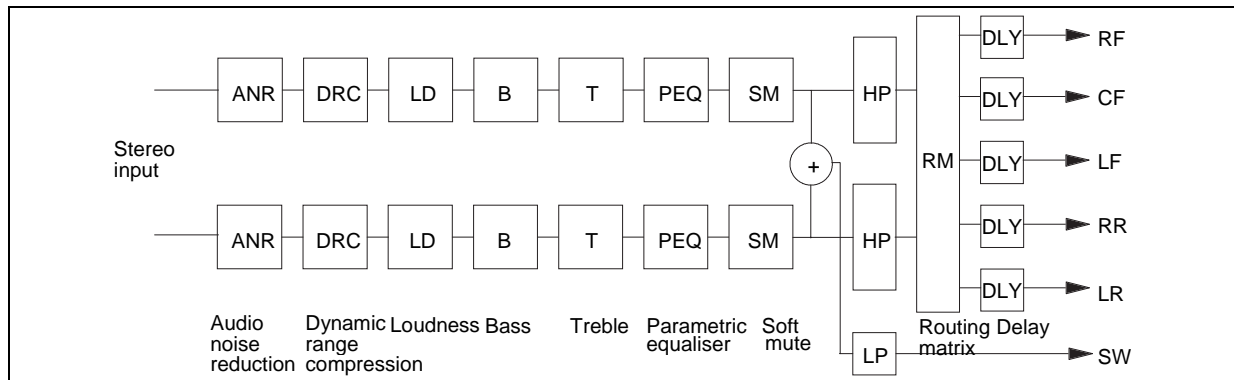 ANR DRC LD B T PEQ SM HP RM DLY RF
DLY CF
Stereo
input
+
DLY LF
ANR DRC LD B T PEQ SM HP DLY RR
DLY LR
Audio
noise
reduction
Dynamic
range
compression
Loudness
Bass
Treble
Parametric
equaliser
Soft
mute
Routing
matrix
Delay
LP SW